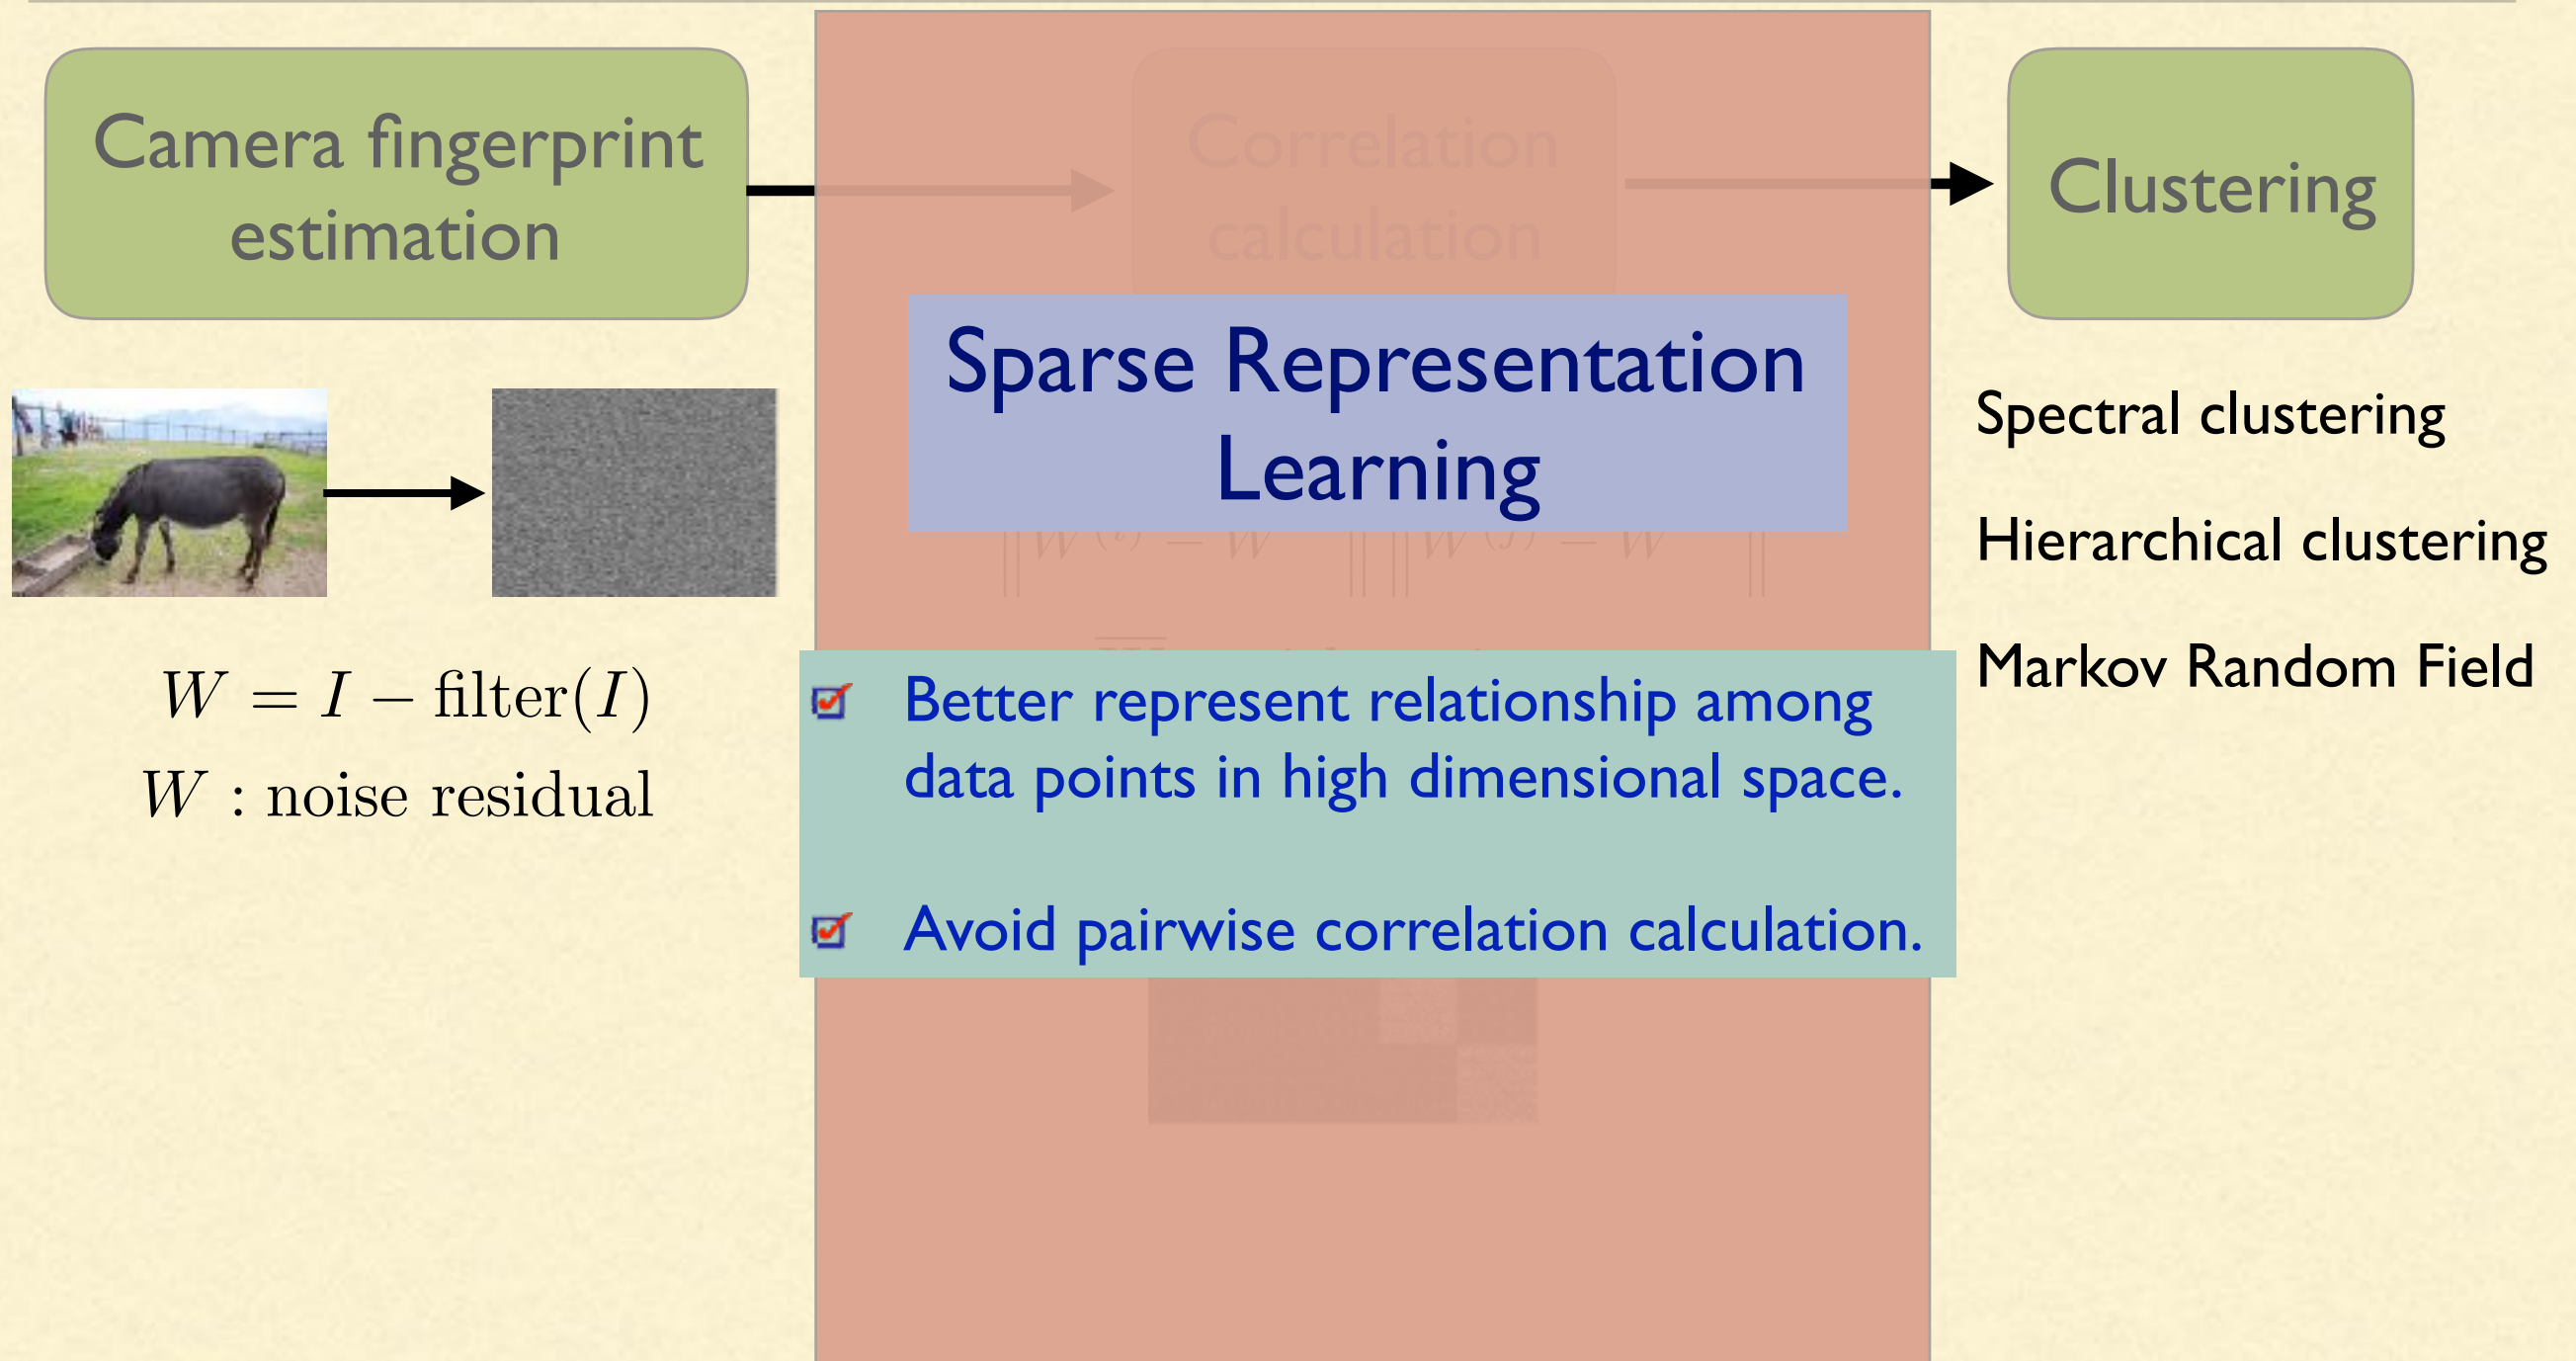 Camera fingerprint
estimation
Correlation
calculation
Clustering
Sparse Representation
Learning
Spectral clustering
Hierarchical clustering
Markov Random Field
W = I − filter(I)
W : noise residual
Better represent relationship among
data points in high dimensional space.
Avoid pairwise correlation calculation.